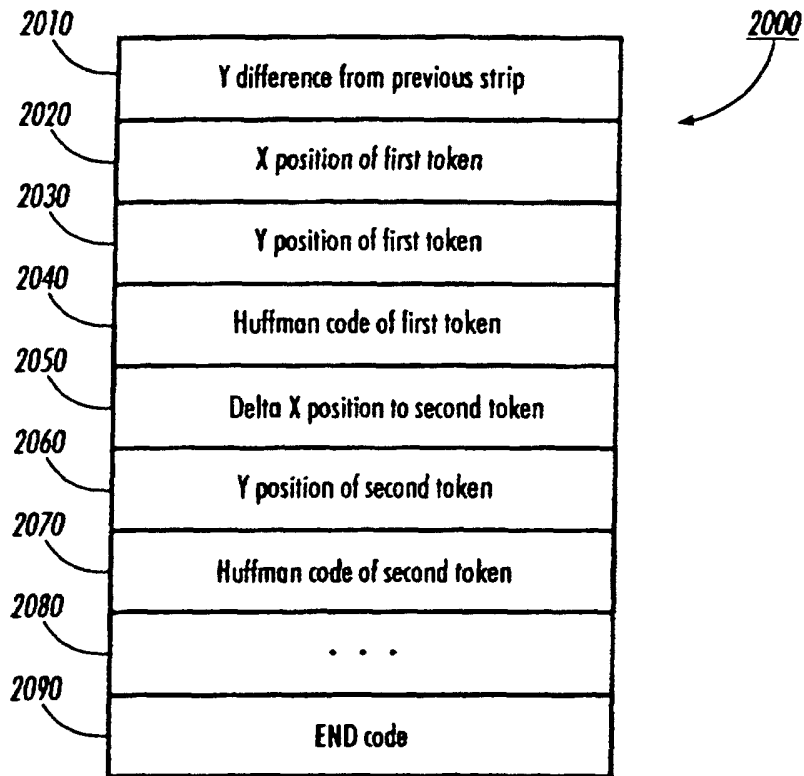 2010
2000
Y difference from previous strip
2020
X position of first token
2030
Y position of first token
2040
Huffman code of first token
2050
Delta X position to second token
2060
Y position of second token
2070
Huffman code of second token
2080
. . .
2090
END code